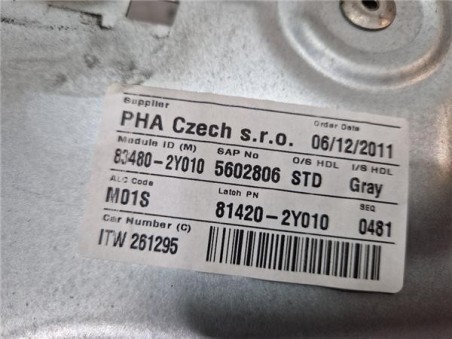 Supplier Order Date
PHA Czech s.r.o. 06/12/2011
Module ID (M) SAP No O/S HDL I/S HDL
83480-2Y010 5602806 STD Gray
ALC Code Latch PN SEQ
M01S 81420-2Y010 0481
Car Number (C)
ITW 261295